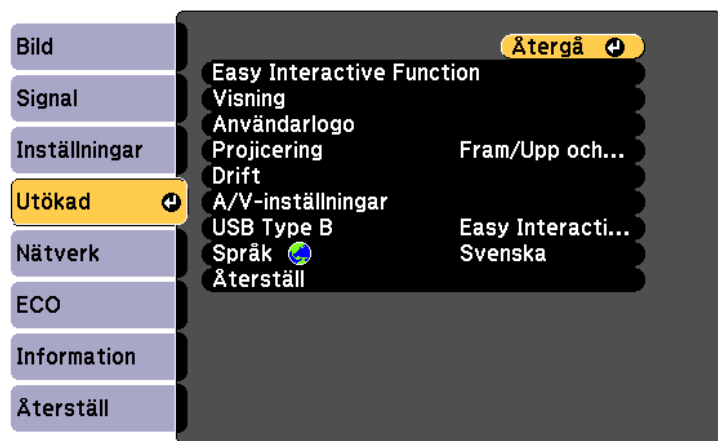 Bild
Signal
Inställningar
Utökad
Nätverk
ECO
Information
Återställ
Återgå
Easy Interactive Function
Visning
Användarlogo
Projicering Fram/Upp och...
Drift
A/V-inställningar
USB Type B Easy Interacti...
Språk Svenska
Återställ